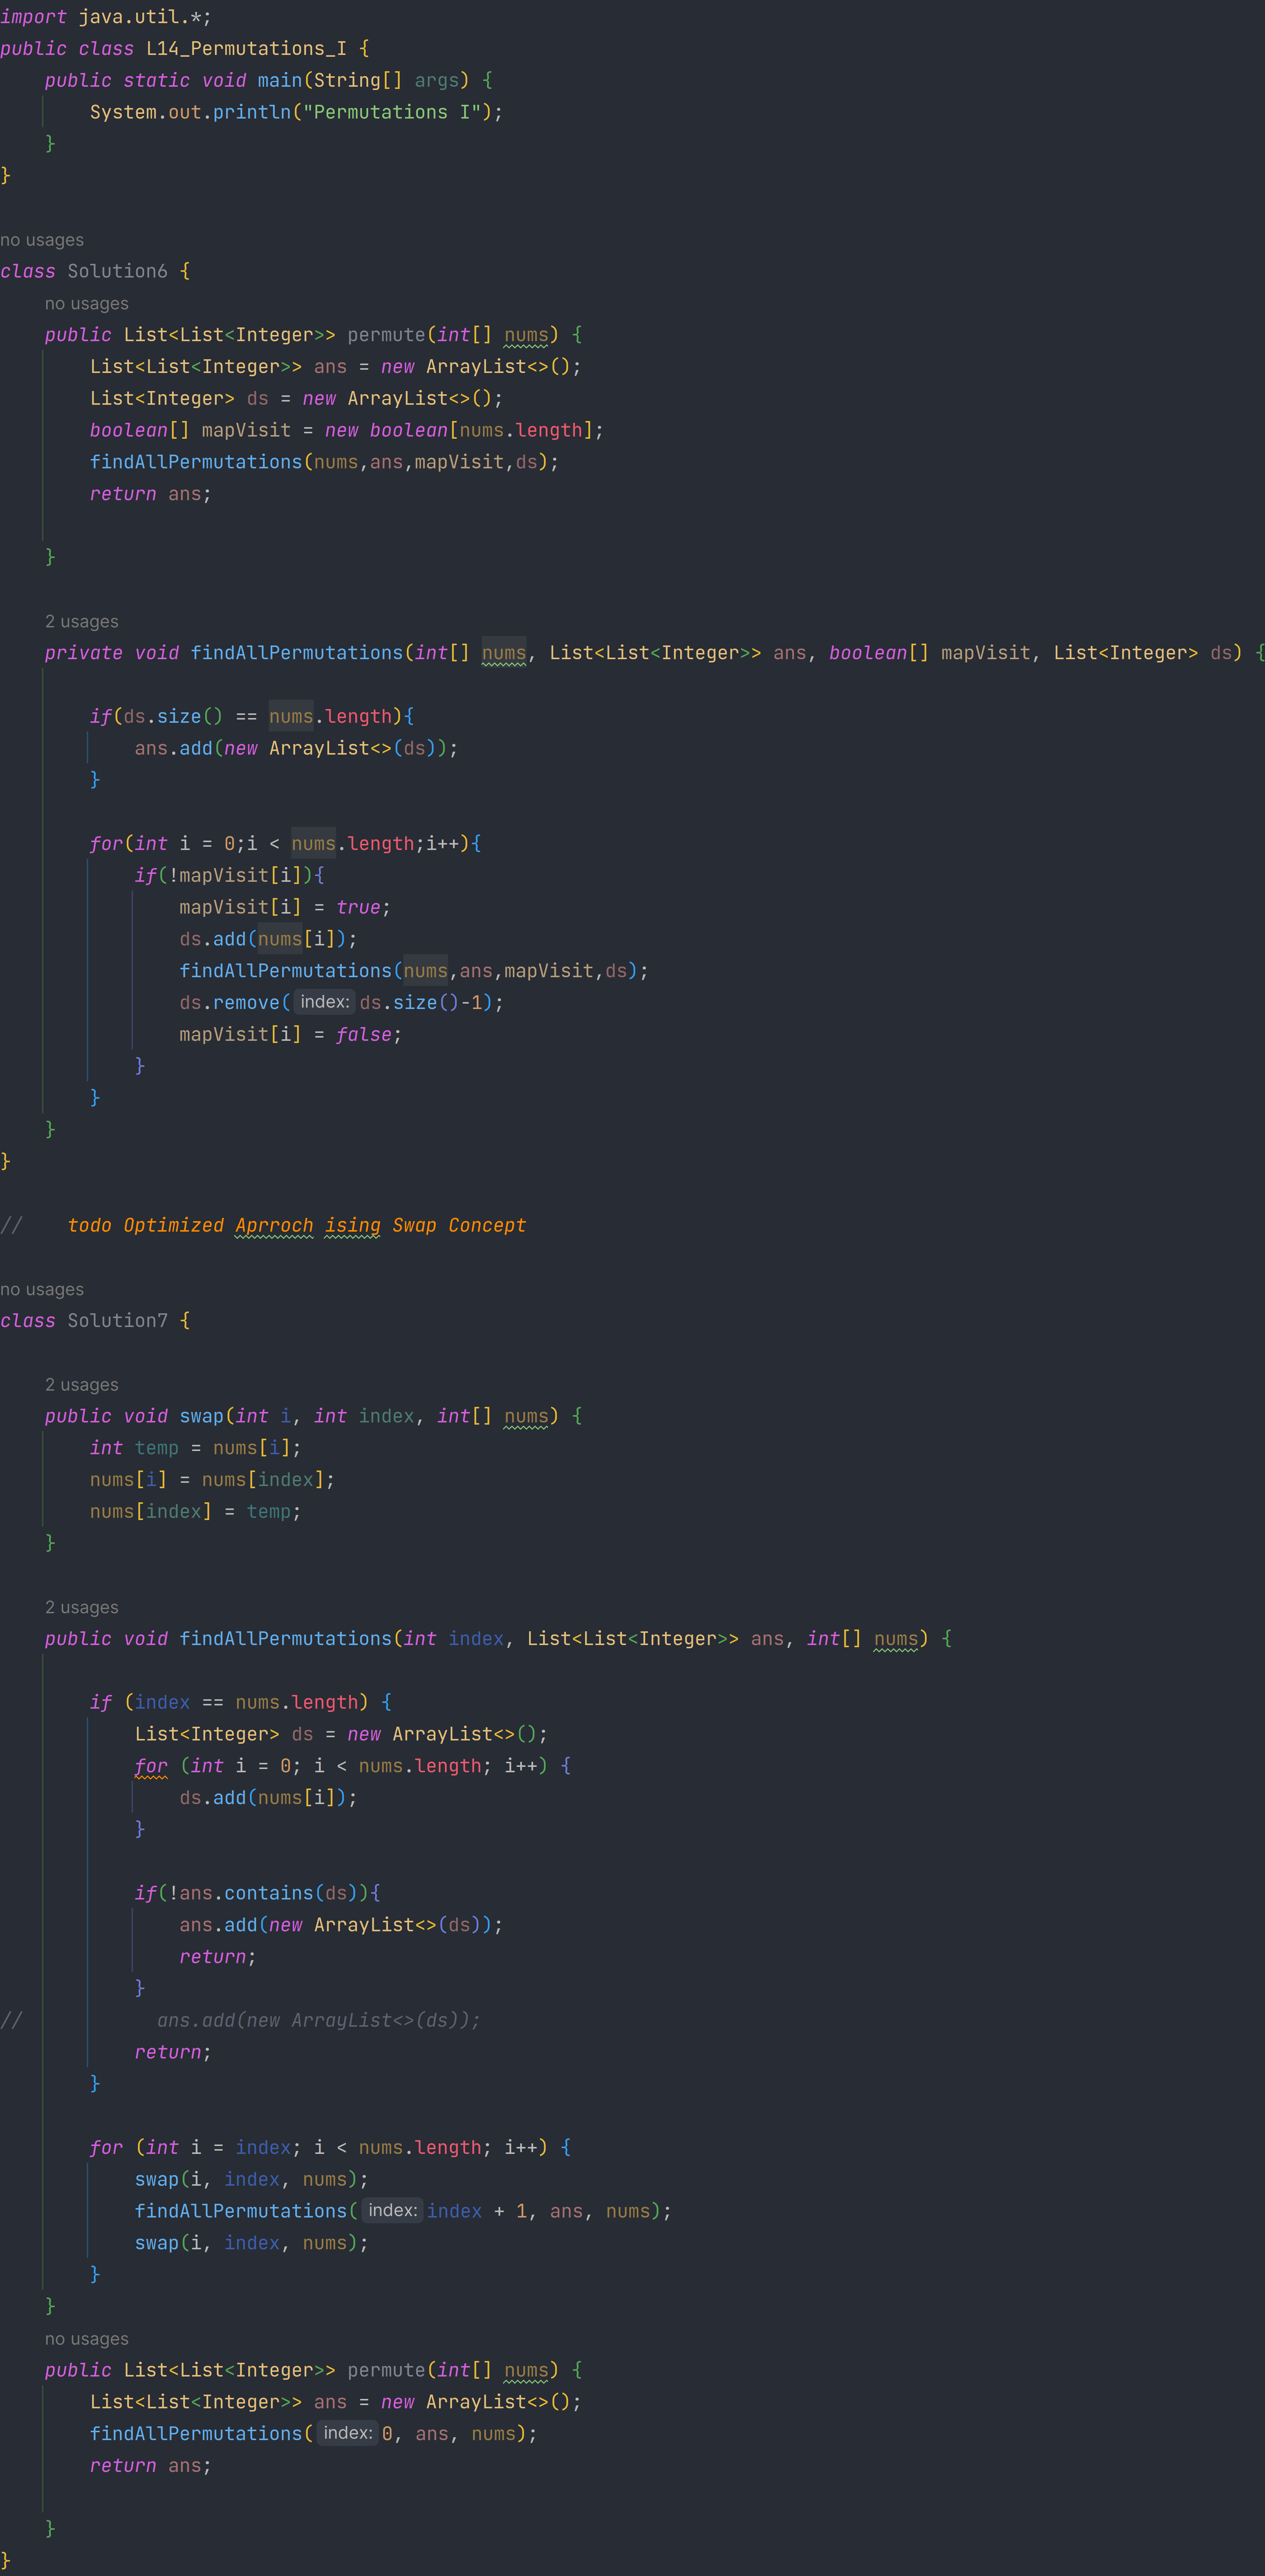 import java.util.*;
public class L14_Permutations_I {
    public static void main(String[] args) {
        System.out.println("Permutations I");
    }
}

no usages
class Solution6 {
    no usages
    public List<List<Integer>> permute(int[] nums) {
        List<List<Integer>> ans = new ArrayList<>();
        List<Integer> ds = new ArrayList<>();
        boolean[] mapVisit = new boolean[nums.length];
        findAllPermutations(nums,ans,mapVisit,ds);
        return ans;

    }

    2 usages
    private void findAllPermutations(int[] nums, List<List<Integer>> ans, boolean[] mapVisit, List<Integer> ds) {

        if(ds.size() == nums.length){
            ans.add(new ArrayList<>(ds));
        }

        for(int i = 0;i < nums.length;i++){
            if(!mapVisit[i]){
                mapVisit[i] = true;
                ds.add(nums[i]);
                findAllPermutations(nums,ans,mapVisit,ds);
                ds.remove( index: ds.size()-1);
                mapVisit[i] = false;
            }
        }
    }
}

//    todo Optimized Aprroch ising Swap Concept

no usages
class Solution7 {

    2 usages
    public void swap(int i, int index, int[] nums) {
        int temp = nums[i];
        nums[i] = nums[index];
        nums[index] = temp;
    }

    2 usages
    public void findAllPermutations(int index, List<List<Integer>> ans, int[] nums) {

        if (index == nums.length) {
            List<Integer> ds = new ArrayList<>();
            for (int i = 0; i < nums.length; i++) {
                ds.add(nums[i]);
            }

            if(!ans.contains(ds)){
                ans.add(new ArrayList<>(ds));
                return;
            }
//            ans.add(new ArrayList<>(ds));
            return;
        }

        for (int i = index; i < nums.length; i++) {
            swap(i, index, nums);
            findAllPermutations( index: index + 1, ans, nums);
            swap(i, index, nums);
        }
    }
    no usages
    public List<List<Integer>> permute(int[] nums) {
        List<List<Integer>> ans = new ArrayList<>();
        findAllPermutations( index: 0, ans, nums);
        return ans;

    }
}